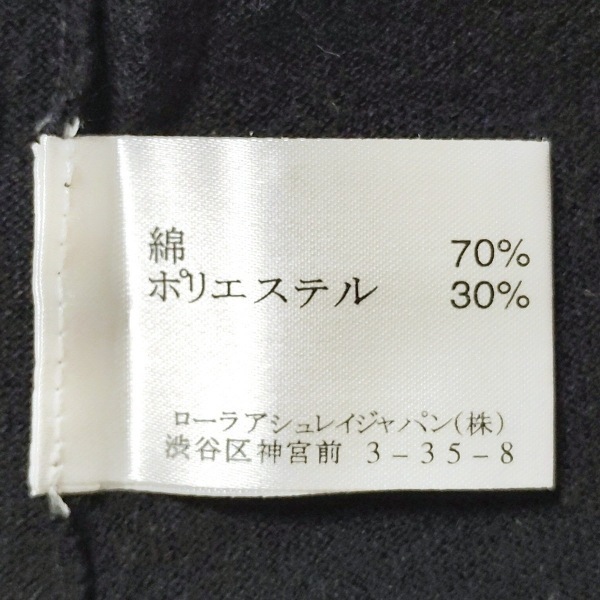 綿 70%
ポリエステル 30%
ローラアシュレイジャパン(株)
渋谷区神宮前 3-35-8